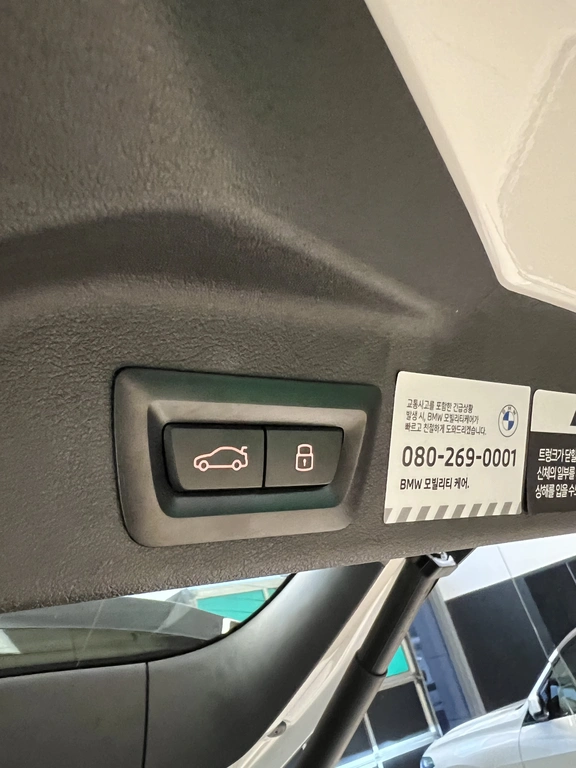 교통사고를 포함한 긴급상황
발생 시, BMW 모빌리티케어가
빠르고 친절하게 도와드리겠습니다.
080-269-0001
BMW 모빌리티 케어.
트렁크가 닫힐
신체의 일부를
상해를 입을 수